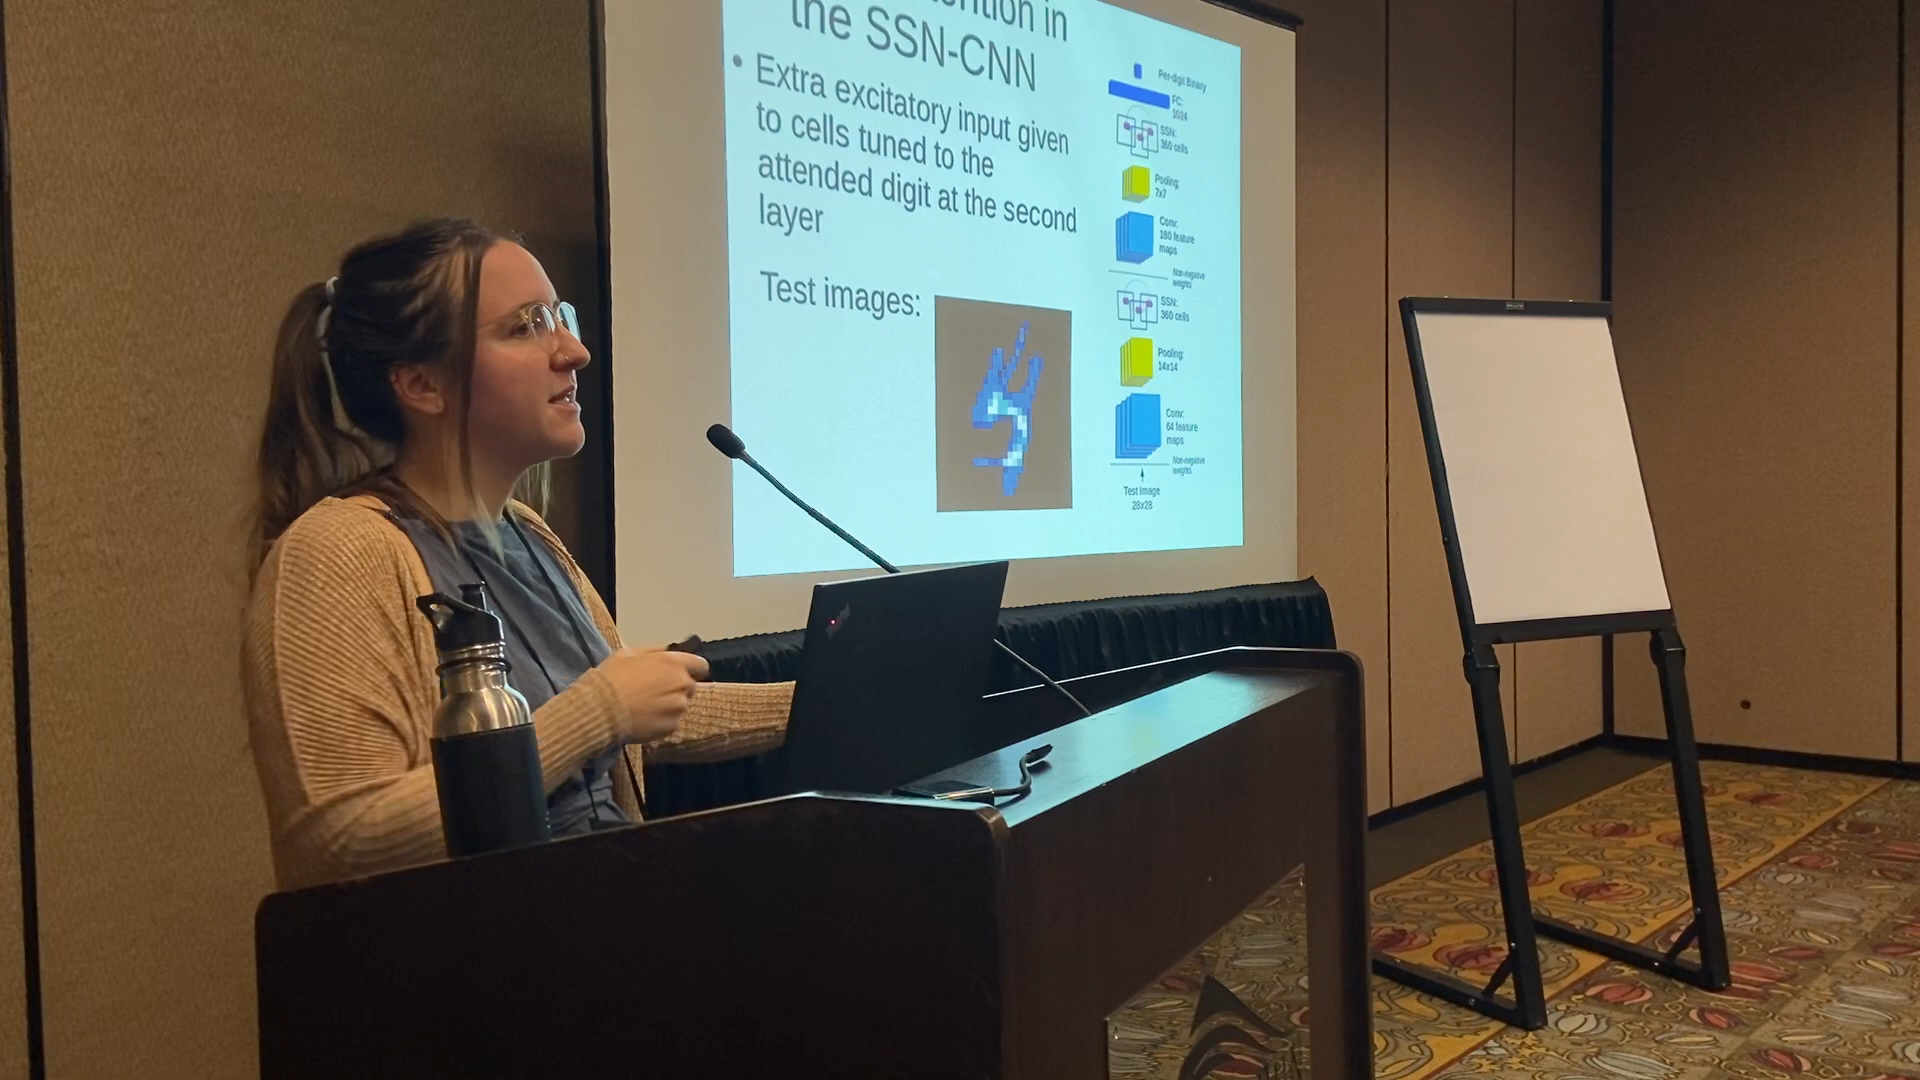 in
the SSN-CNN
• Extra excitatory input given
to cells tuned to the
attended digit at the second
layer
Test images:
Per-digit Binary
FC:
1024
SSN:
360 cells
Pooling:
7x7
Conv:
180 feature
maps
Non-negative
weights
SSN:
360 cells
Pooling:
14x14
Conv:
64 feature
maps
Non-negative
weights
Test Image
28x28